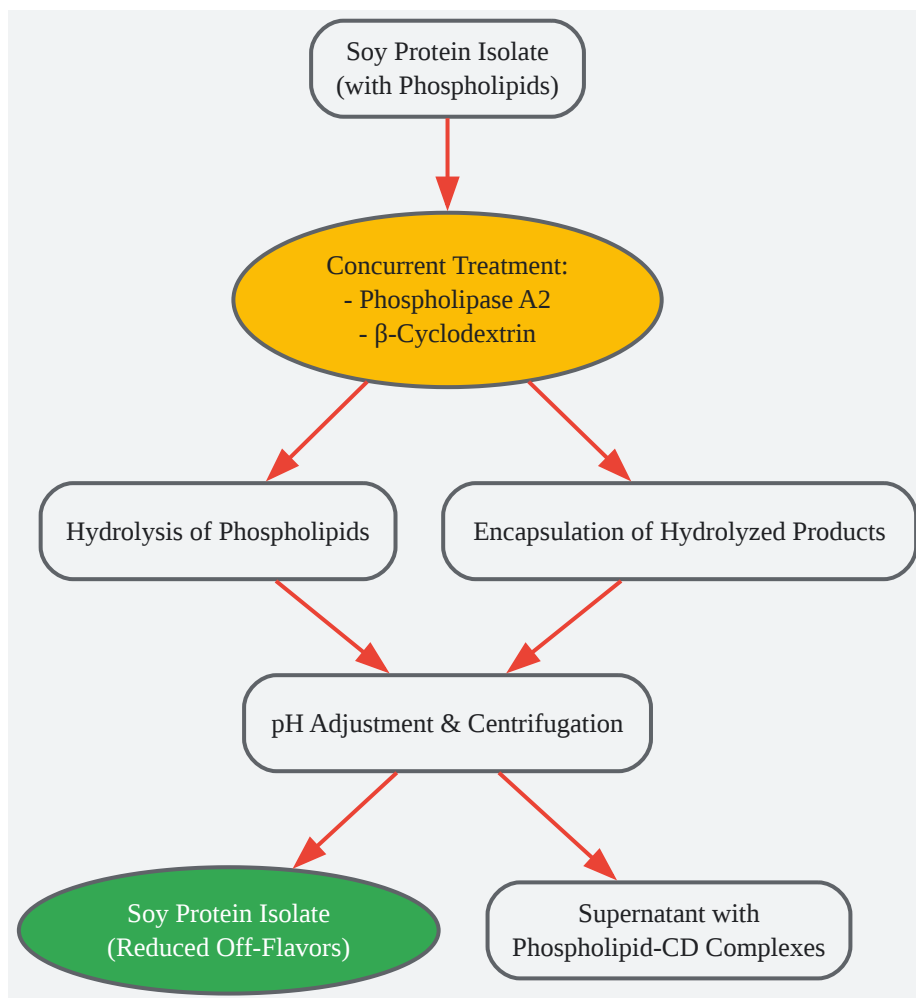 Soy Protein Isolate
(with Phospholipids)
Concurrent Treatment:
- Phospholipase A2
- β-Cyclodextrin
Hydrolysis of Phospholipids
Encapsulation of Hydrolyzed Products
pH Adjustment & Centrifugation
Soy Protein Isolate
(Reduced Off-Flavors)
Supernatant with
Phospholipid-CD Complexes